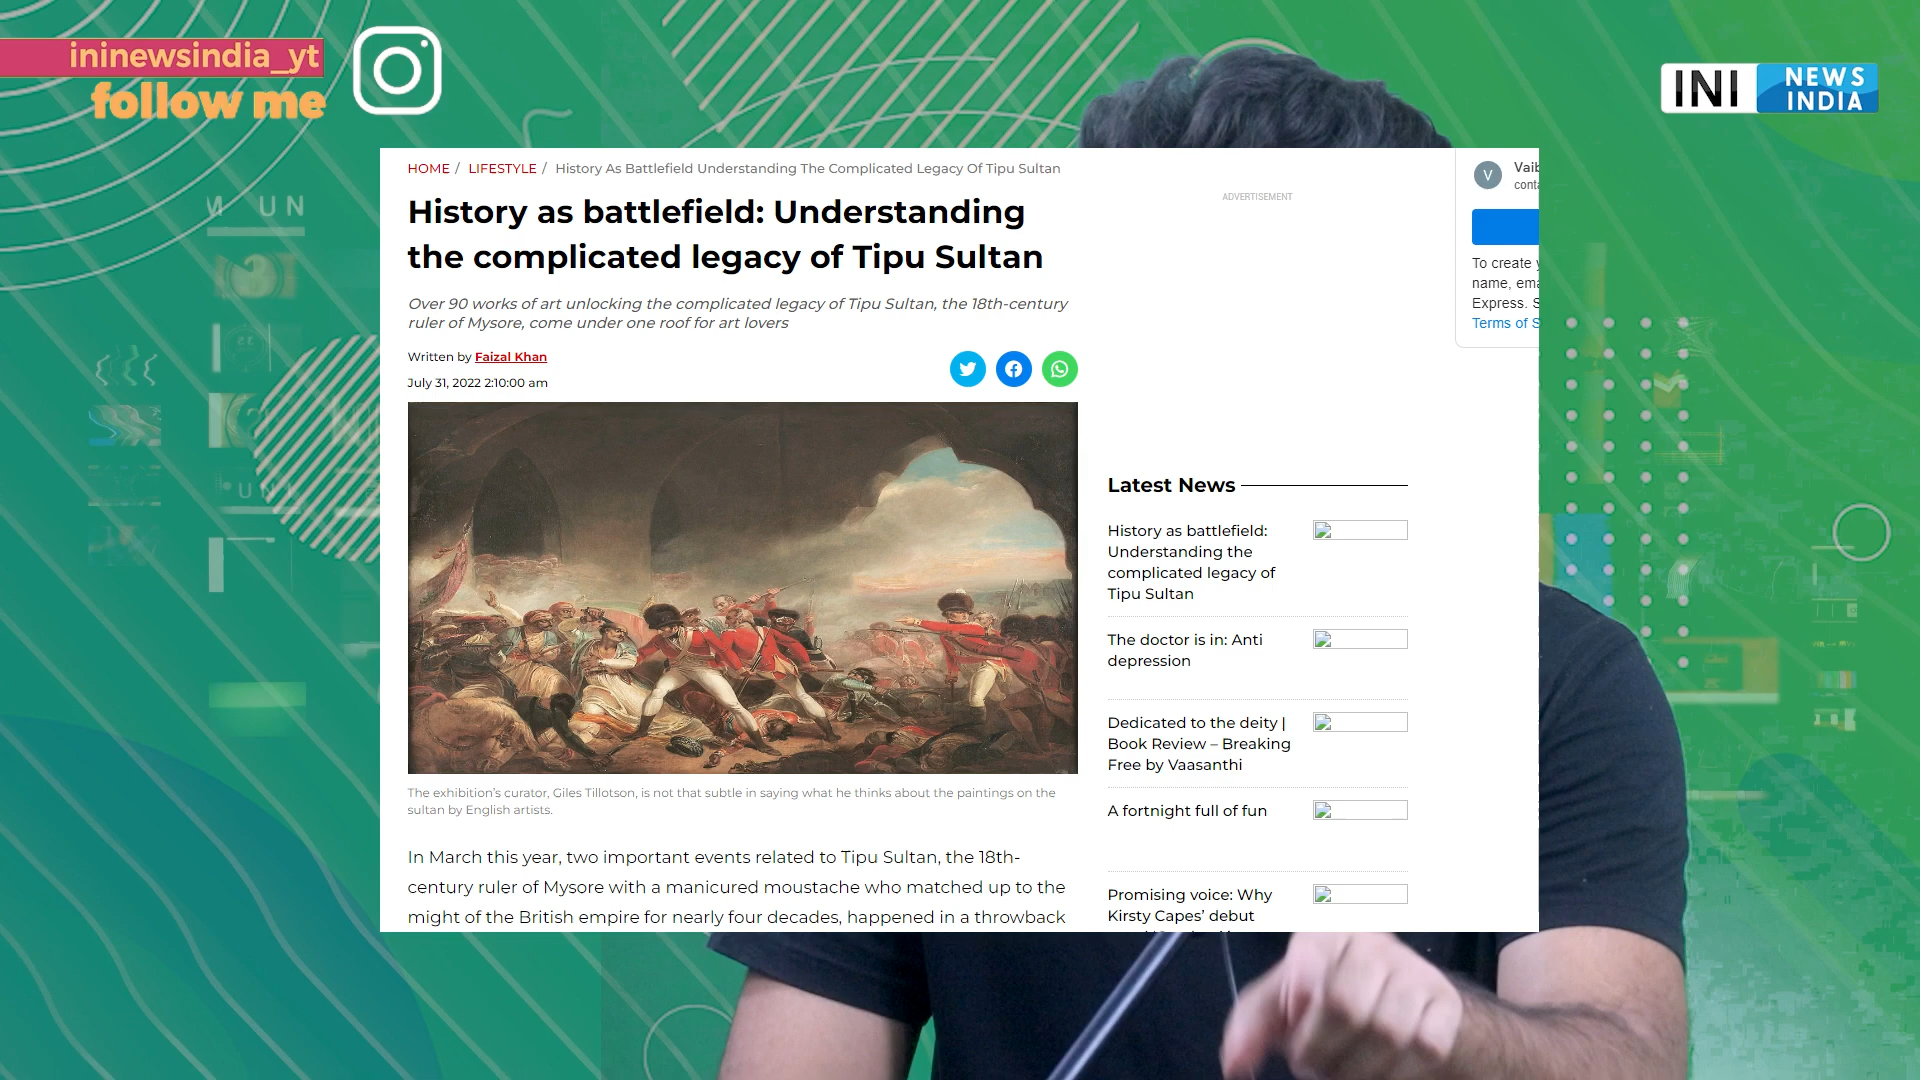 ininewsindia_yt
follow me
INI NEWS
INDIA
HOME / LIFESTYLE / History As Battlefield Understanding The Complicated Legacy Of Tipu Sultan
History as battlefield: Understanding
the complicated legacy of Tipu Sultan
Over 90 works of art unlocking the complicated legacy of Tipu Sultan, the 18th-century
ruler of Mysore, come under one roof for art lovers
Written by Faizal Khan
July 31, 2022 2:10:00 am
The exhibition's curator, Giles Tillotson, is not that subtle in saying what he thinks about the paintings on the
sultan by English artists.
In March this year, two important events related to Tipu Sultan, the 18th-
century ruler of Mysore with a manicured moustache who matched up to the
might of the British empire for nearly four decades, happened in a throwback
ADVERTISEMENT
Latest News
History as battlefield:
Understanding the
complicated legacy of
Tipu Sultan
The doctor is in: Anti
depression
Dedicated to the deity |
Book Review – Breaking
Free by Vaasanthi
A fortnight full of fun
Promising voice: Why
Kirsty Capes' debut
V
To create
Express.
Terms of